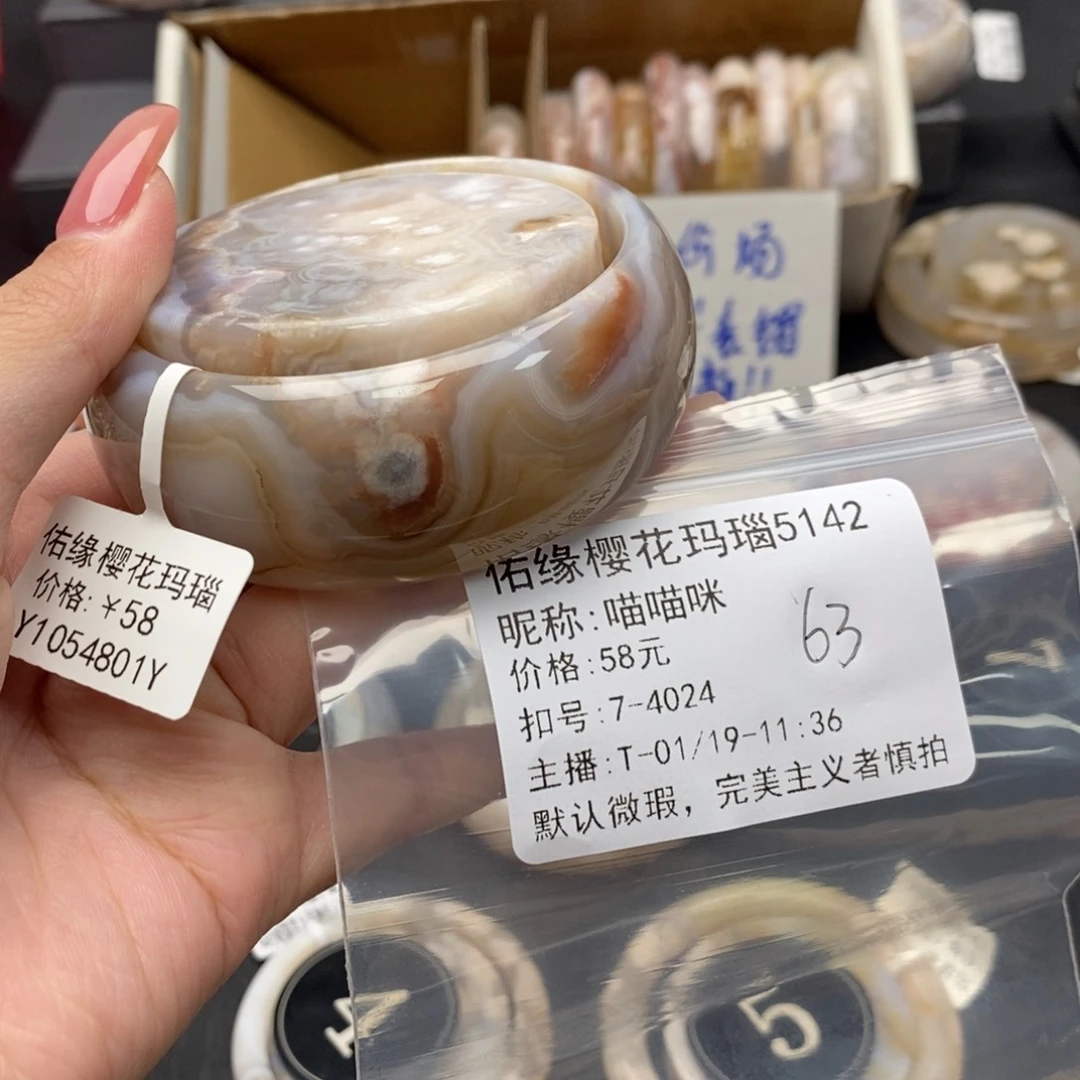 佑缘樱花玛瑙
价格:￥58
Y1054801Y
佑缘樱花玛瑙5142
昵称:喵喵咪
63
价格:58元
扣号:7-4024
主播:T-01/19-11:36
默认微瑕，完美主义者慎拍
4
5